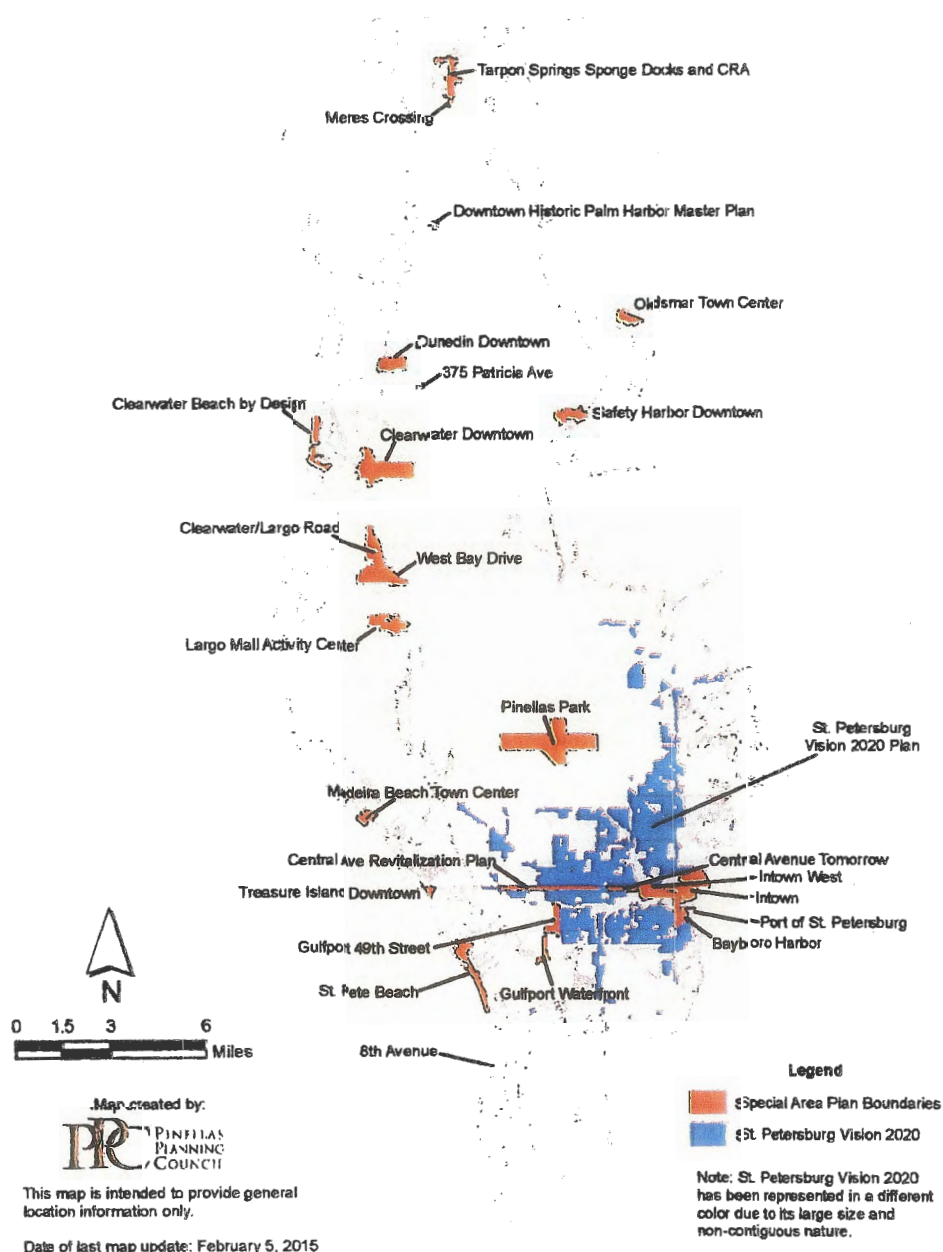 Tarpon Springs Sponge Docks and CRA
Meres Crossing
Downtown Historic Palm Harbor Master Plan
Oldsmar Town Center
Dunedin Downtown
375 Patricia Ave
Clearwater Beach by Design
Safety Harbor Downtown
Clearwater Downtown
Clearwater/Largo Road
West Bay Drive
Largo Mall Activity Center
Pinellas Park
St. Petersburg
Vision 2020 Plan
Madeira Beach Town Center
Central Ave Revitalization Plan
Central Avenue Tomorrow
Intown West
Treasure Island Downtown
Intown
Port of St. Petersburg
Gulfport 49th Street
Bayboro Harbor
St. Pete Beach
Gulfport Waterfront
N
0 1.5 3 6
Miles
8th Avenue
Legend
Special Area Plan Boundaries
St. Petersburg Vision 2020
Map created by:
PPC PINELLAS
PLANNING
COUNCIL
Note: St. Petersburg Vision 2020
has been represented in a different
color due to its large size and
non-contiguous nature.
This map is intended to provide general
location information only.
Date of last map update: February 5, 2015